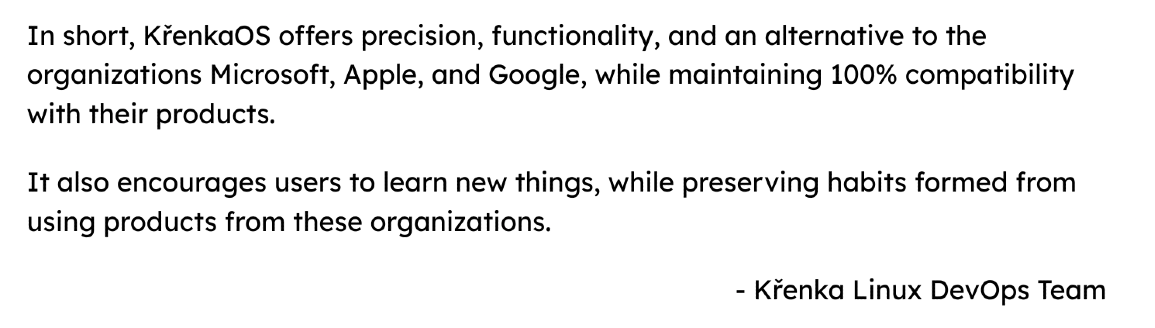 In short, KřenkaOS offers precision, functionality, and an alternative to the
organizations Microsoft, Apple, and Google, while maintaining 100% compatibility
with their products.
It also encourages users to learn new things, while preserving habits formed from
using products from these organizations.
- Křenka Linux DevOps Team